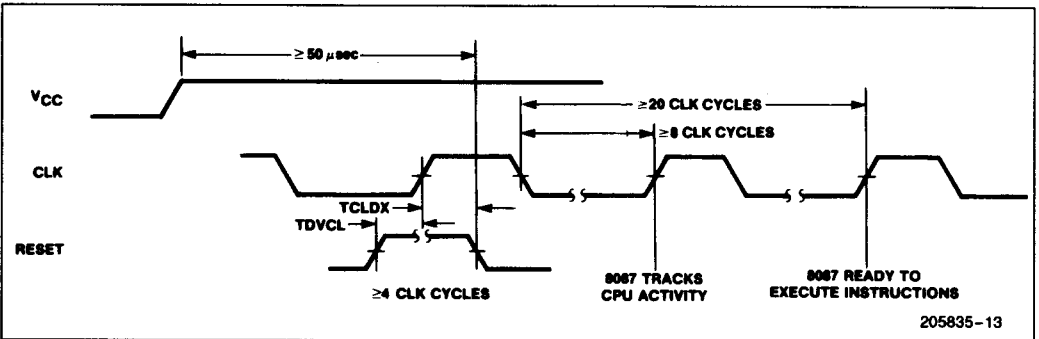 ≥ 50 μsec
VCC
≥20 CLK CYCLES
≥8 CLK CYCLES
CLK
TCLDX
TDVCL
RESET
≥4 CLK CYCLES
8087 TRACKS
CPU ACTIVITY
8087 READY TO
EXECUTE INSTRUCTIONS
205835–13